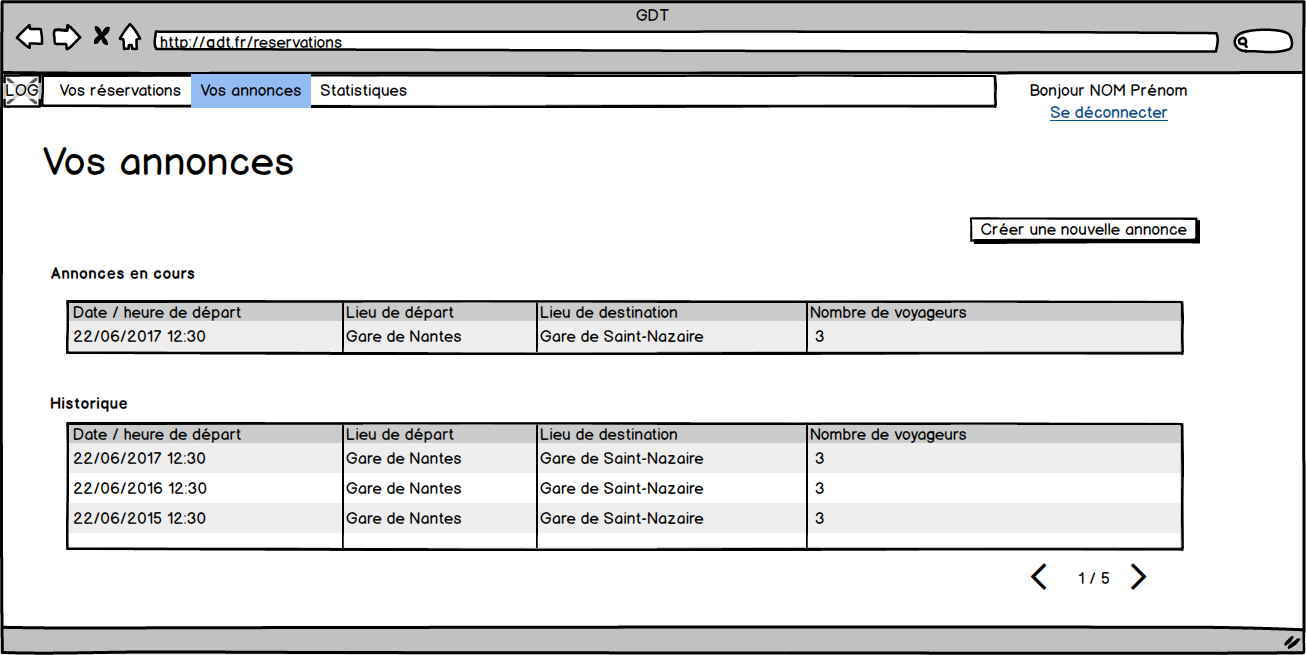 GDT
http://gdt.fr/reservations
LOG Vos réservations Vos annonces Statistiques Bonjour NOM Prénom
Se déconnecter
Vos annonces
Créer une nouvelle annonce
Annonces en cours
Date / heure de départ Lieu de départ Lieu de destination Nombre de voyageurs
22/06/2017 12:30 Gare de Nantes Gare de Saint-Nazaire 3
Historique
Date / heure de départ Lieu de départ Lieu de destination Nombre de voyageurs
22/06/2017 12:30 Gare de Nantes Gare de Saint-Nazaire 3
22/06/2016 12:30 Gare de Nantes Gare de Saint-Nazaire 3
22/06/2015 12:30 Gare de Nantes Gare de Saint-Nazaire 3
1 / 5